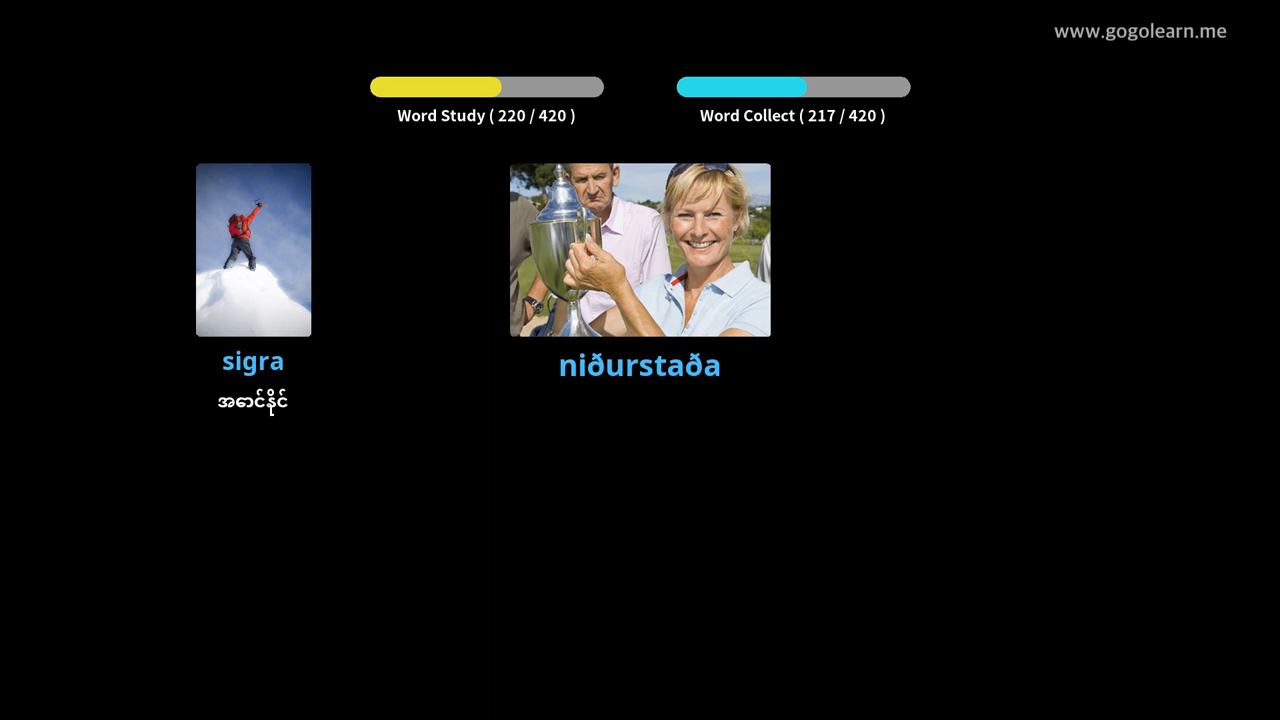 www.gogolearn.me
Word Study ( 220 / 420 )
Word Collect ( 217 / 420 )
sigra
အောင်နိုင်
niðurstaða